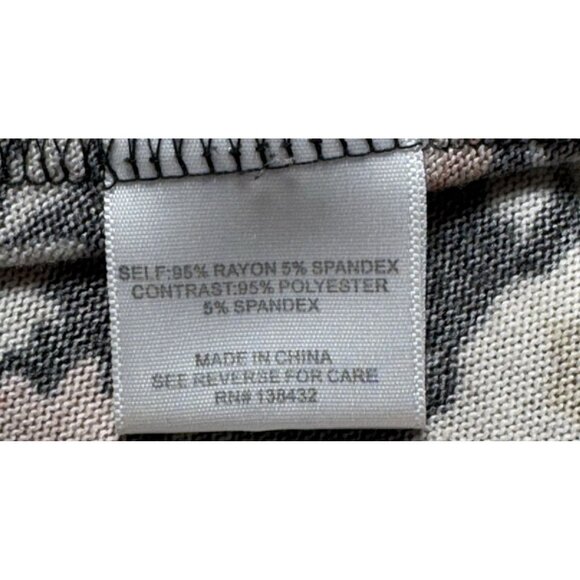 SELF:95% RAYON 5% SPANDEX
CONTRAST:95% POLYESTER
5% SPANDEX
MADE IN CHINA
SEE REVERSE FOR CARE
RN# 138432